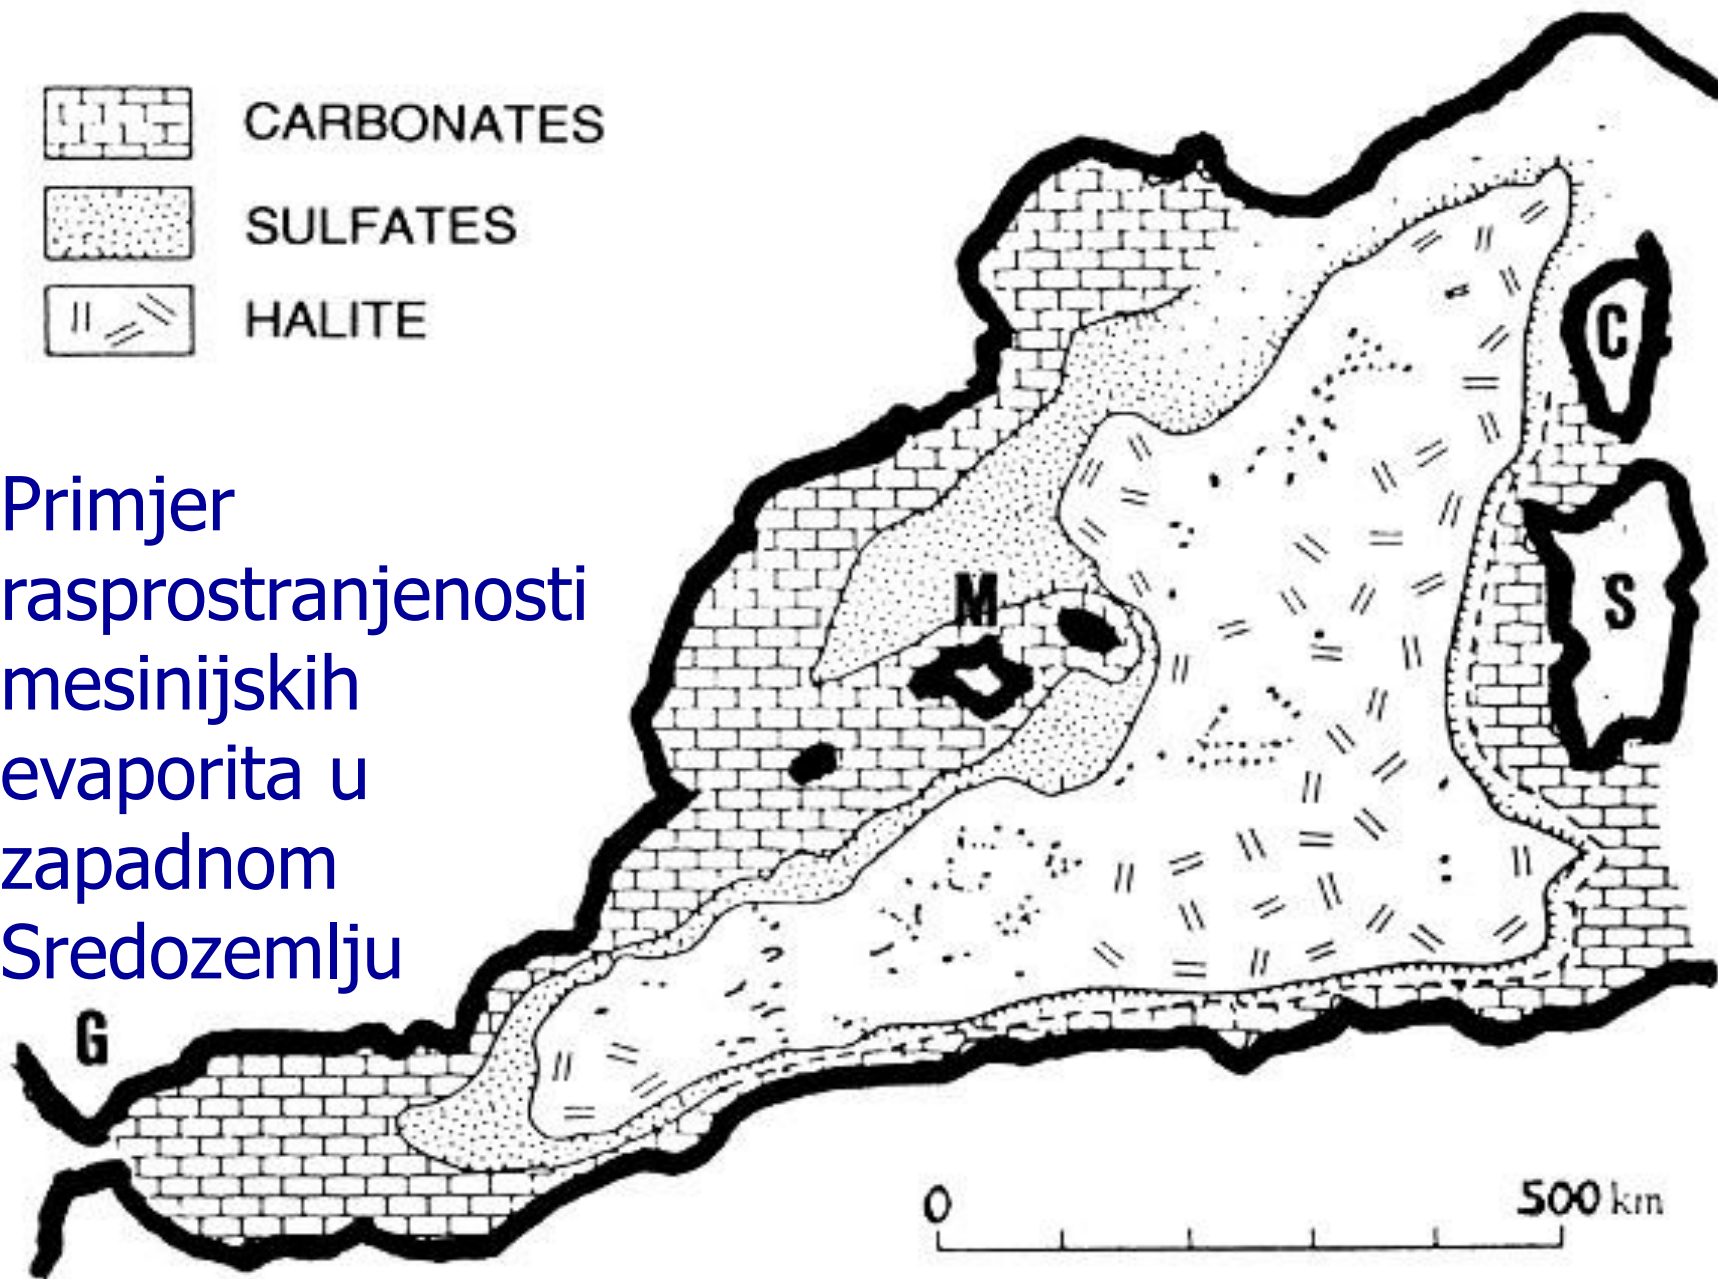 CARBONATES
SULFATES
HALITE
Primjer
rasprostranjenosti
mesinijskih
evaporita u
zapadnom
Sredozemlju
C
S
M
G
0
500 km